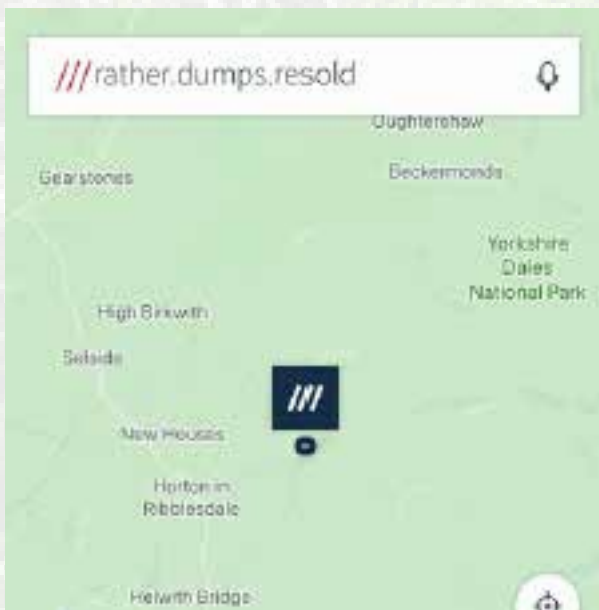 ///rather.dumps.resold
Oughtershaw
Gearstones
Beckermonds
Yorkshire
Dales
National Park
High Birkwith
Selside
New Houses
Horton in
Ribblesdale
Helwith Bridge